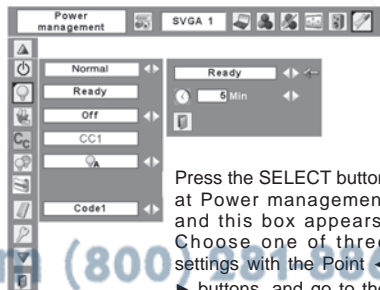 Power management
SVGA 1
Normal
Ready
Off
CC1
Code1
Ready
5 Min
Press the SELECT button
at Power management
and this box appears.
Choose one of three
settings with the Point ◄
► buttons, and go to the
(800)